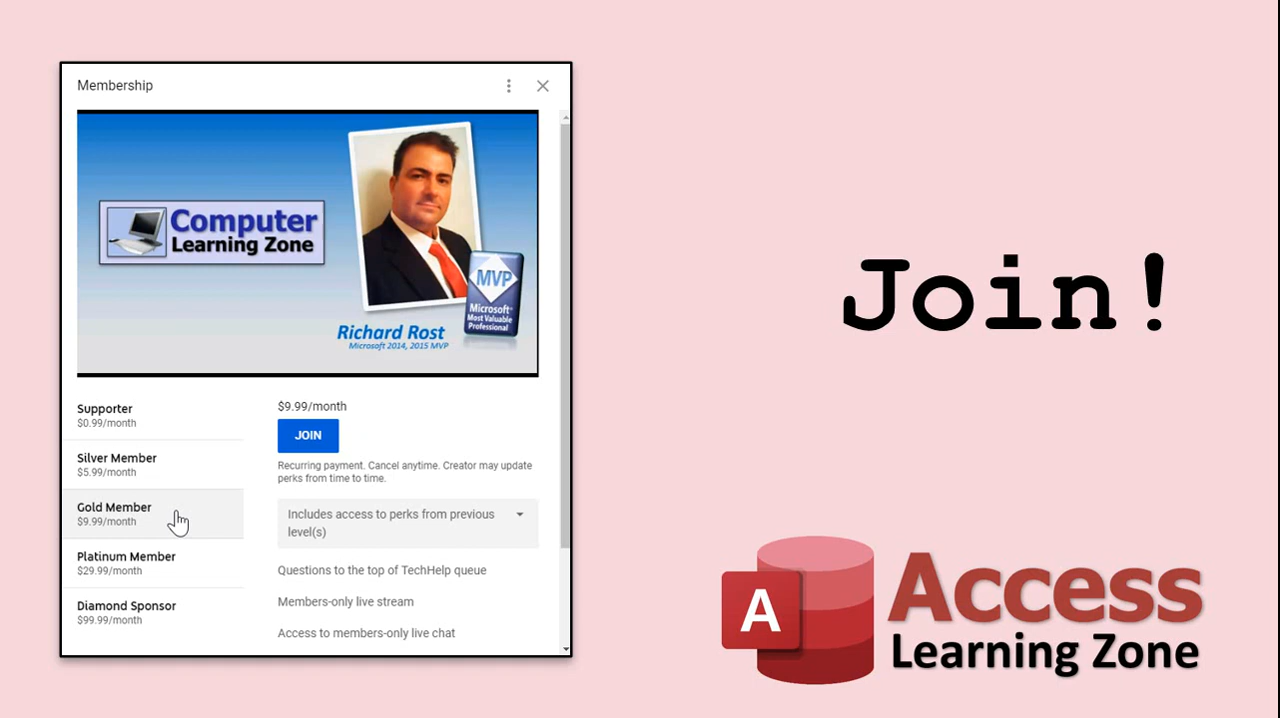 Membership
Computer
Learning Zone
MVP
Microsoft®
Most Valuable
Professional
Richard Rost
Microsoft 2014, 2015 MVP
Supporter
$0.99/month
Silver Member
$5.99/month
Gold Member
$9.99/month
Platinum Member
$29.99/month
Diamond Sponsor
$99.99/month
$9.99/month
JOIN
Recurring payment. Cancel anytime. Creator may update
perks from time to time.
Includes access to perks from previous
level(s)
Questions to the top of TechHelp queue
Members-only live stream
Access to members-only live chat
Join!
A
Access
Learning Zone